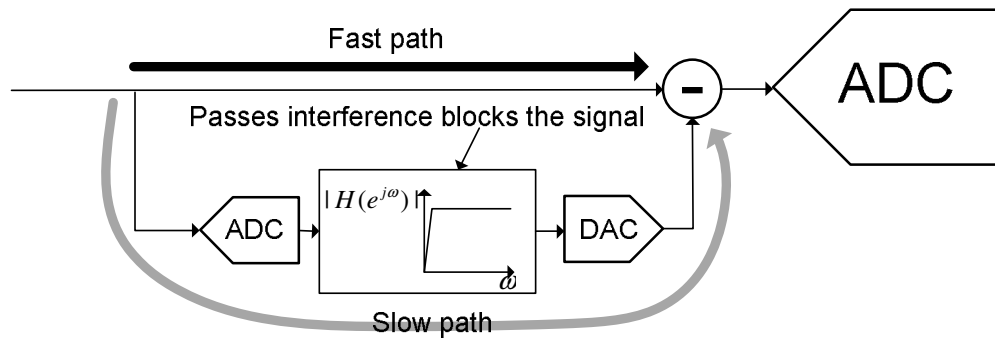 Fast path
ADC
-
Passes interference blocks the signal
|H(e^{jω})|
ADC
DAC
ω
Slow path